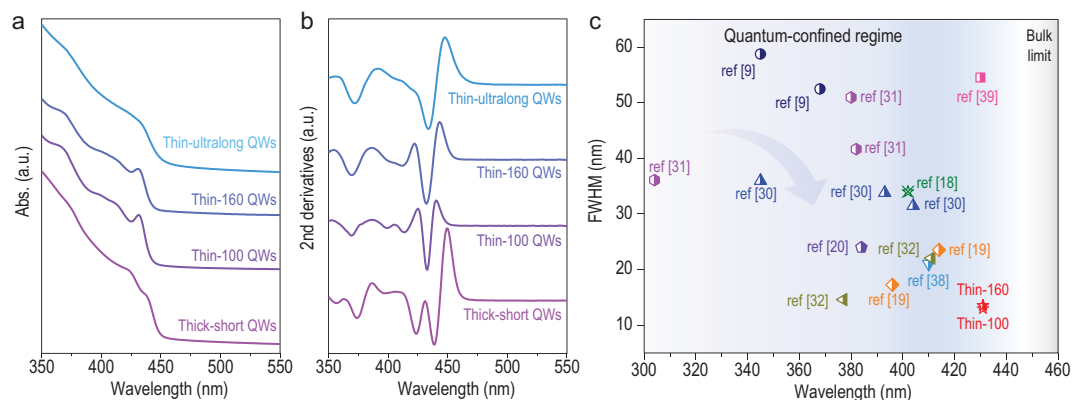 a
Abs. (a.u.)
Thin-ultralong QWs
Thin-160 QWs
Thin-100 QWs
Thick-short QWs
350
400
450
500
550
Wavelength (nm)
b
2nd derivatives (a.u.)
Thin-ultralong QWs
Thin-160 QWs
Thin-100 QWs
Thick-short QWs
350
400
450
500
550
Wavelength (nm)
c
FWHM (nm)
60
50
40
30
20
10
Quantum-confined regime
Bulk
limit
ref [9]
ref [9]
ref [31]
ref [39]
ref [31]
ref [31]
ref [30]
ref [30]
ref [18]
ref [30]
ref [20]
ref [32]
ref [19]
ref [38]
ref [32]
ref [19]
Thin-160
Thin-100
300
320
340
360
380
400
420
440
460
Wavelength (nm)